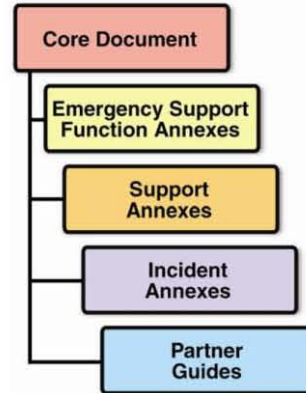 Core Document
Emergency Support
Function Annexes
Support
Annexes
Incident
Annexes
Partner
Guides